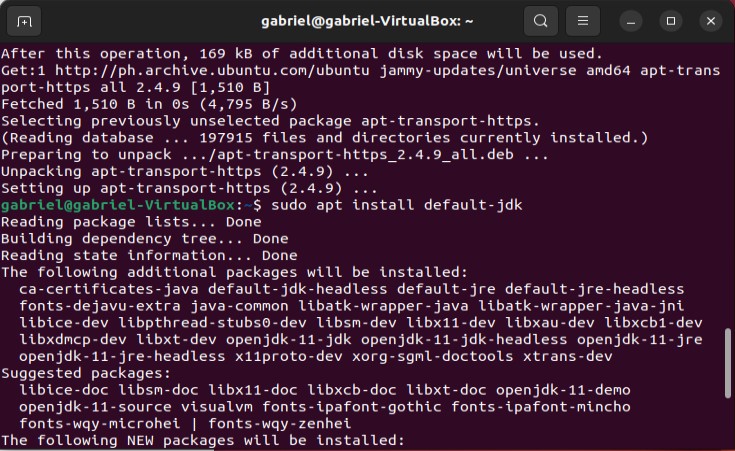 gabriel@gabriel-VirtualBox: ~
After this operation, 169 kB of additional disk space will be used.
Get:1 http://ph.archive.ubuntu.com/ubuntu jammy-updates/universe amd64 apt-trans
port-https all 2.4.9 [1,510 B]
Fetched 1,510 B in 0s (4,795 B/s)
Selecting previously unselected package apt-transport-https.
(Reading database ... 197915 files and directories currently installed.)
Preparing to unpack .../apt-transport-https_2.4.9_all.deb ...
Unpacking apt-transport-https (2.4.9) ...
Setting up apt-transport-https (2.4.9) ...
gabriel@gabriel-VirtualBox:~$ sudo apt install default-jdk
Reading package lists... Done
Building dependency tree... Done
Reading state information... Done
The following additional packages will be installed:
  ca-certificates-java default-jdk-headless default-jre default-jre-headless
  fonts-dejavu-extra java-common libatk-wrapper-java libatk-wrapper-java-jni
  libice-dev libpthread-stubs0-dev libsm-dev libx11-dev libxau-dev libxcb1-dev
  libxdmcp-dev libxt-dev openjdk-11-jdk openjdk-11-jdk-headless openjdk-11-jre
  openjdk-11-jre-headless x11proto-dev xorg-sgml-doctools xtrans-dev
Suggested packages:
  libice-doc libsm-doc libx11-doc libxcb-doc libxt-doc openjdk-11-demo
  openjdk-11-source visualvm fonts-ipafont-gothic fonts-ipafont-mincho
  fonts-wqy-microhei | fonts-wqy-zenhei
The following NEW packages will be installed: